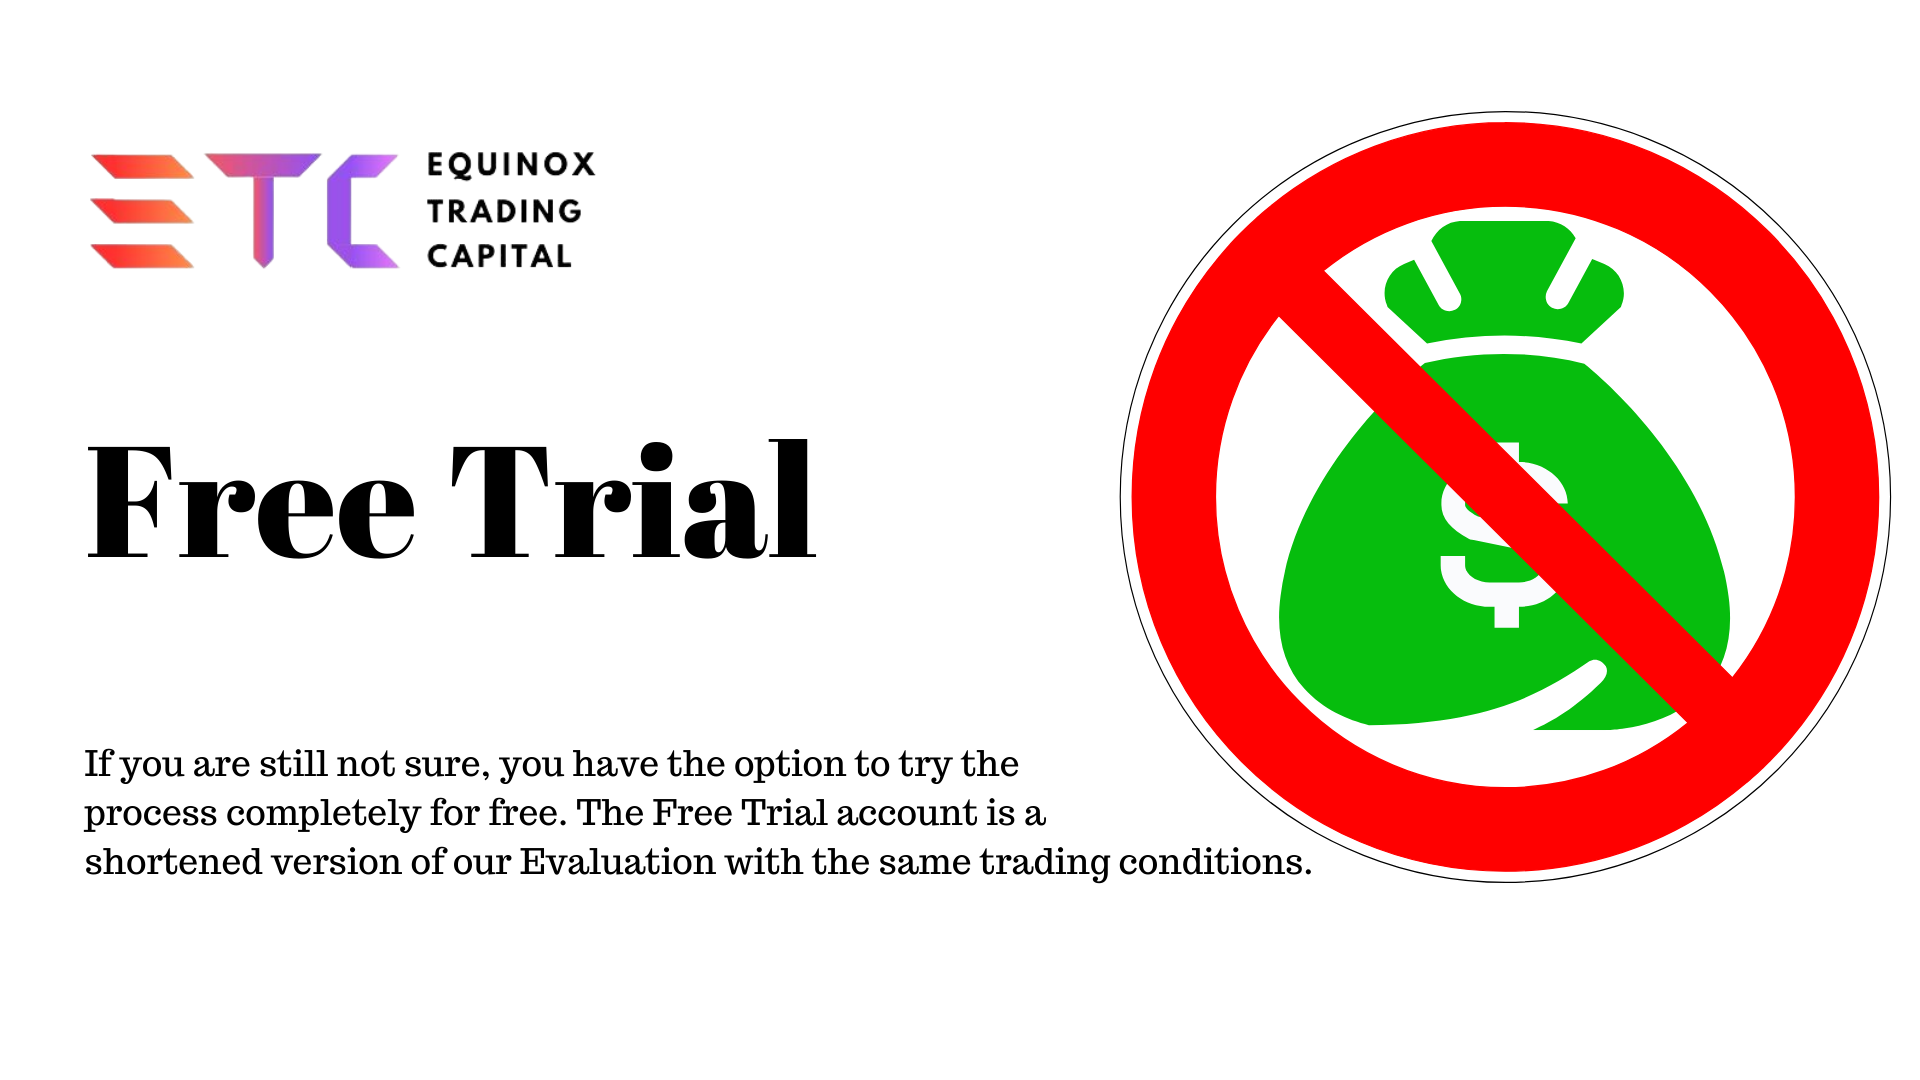 ETC
EQUINOX
TRADING
CAPITAL
Free Trial
$
If you are still not sure, you have the option to try the
process completely for free. The Free Trial account is a
shortened version of our Evaluation with the same trading conditions.